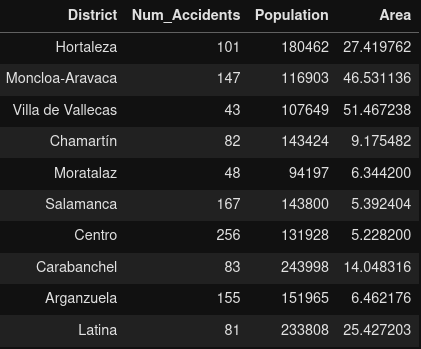 District Num_Accidents Population Area
Hortaleza 101 180462 27.419762
Moncloa-Aravaca 147 116903 46.531136
Villa de Vallecas 43 107649 51.467238
Chamartín 82 143424 9.175482
Moratalaz 48 94197 6.344200
Salamanca 167 143800 5.392404
Centro 256 131928 5.228200
Carabanchel 83 243998 14.048316
Arganzuela 155 151965 6.462176
Latina 81 233808 25.427203